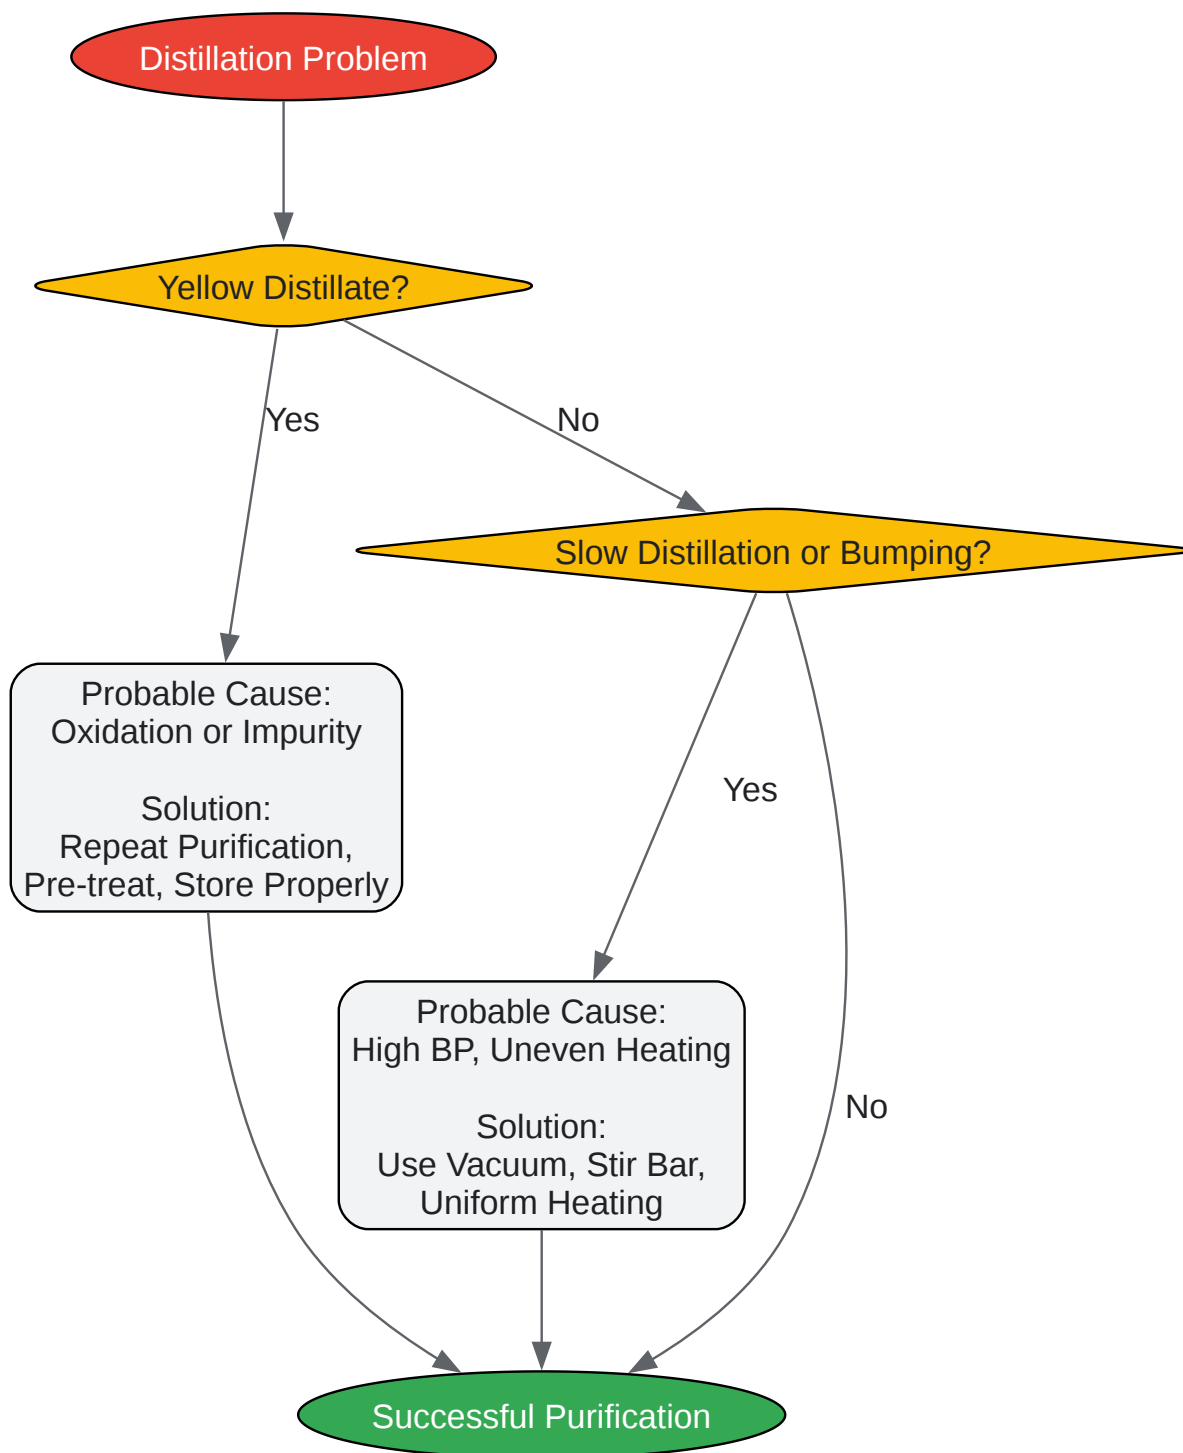 Distillation Problem
Yellow Distillate?
Yes
No
Slow Distillation or Bumping?
Probable Cause:
Oxidation or Impurity
Solution:
Repeat Purification,
Pre-treat, Store Properly
Yes
Probable Cause:
High BP, Uneven Heating
Solution:
Use Vacuum, Stir Bar,
Uniform Heating
No
Successful Purification